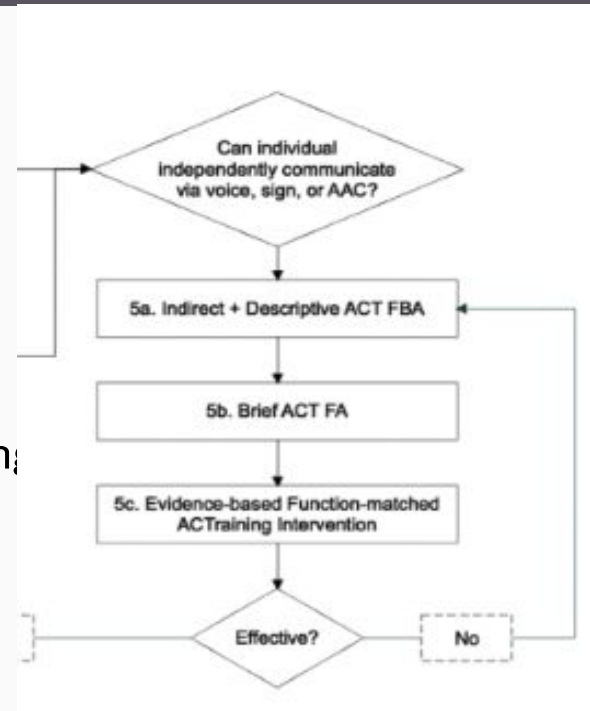 Can individual
independently communicate
via voice, sign, or AAC?
5a. Indirect + Descriptive ACT FBA
5b. Brief ACT FA
5c. Evidence-based Function-matched
ACTraining Intervention
Effective?
No